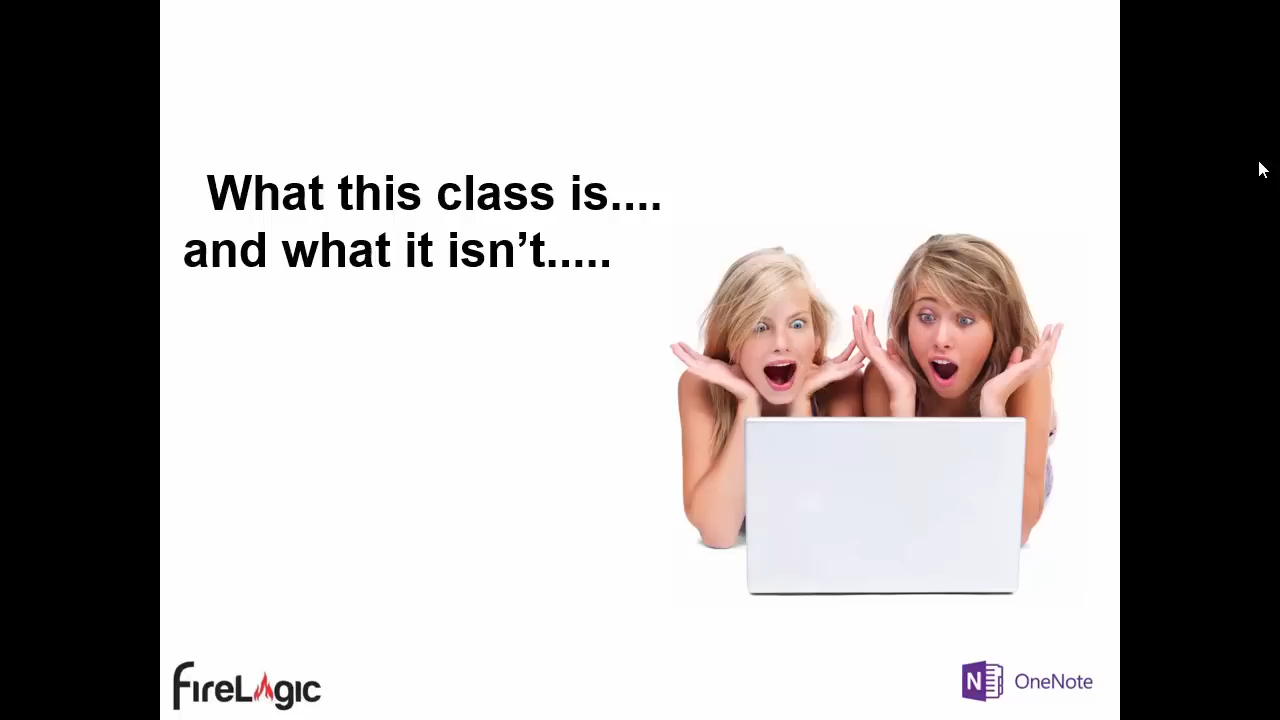 What this class is....
and what it isn’t.....
FireLogic
N OneNote